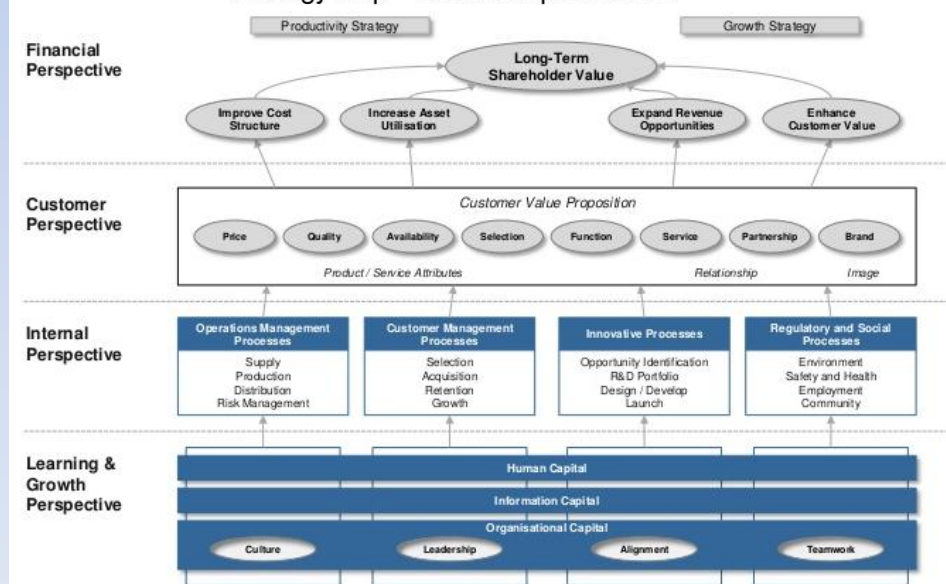 Productivity Strategy
Growth Strategy
Financial
Perspective
Long-Term
Shareholder Value
Improve Cost
Structure
Increase Asset
Utilisation
Expand Revenue
Opportunities
Enhance
Customer Value
Customer
Perspective
Customer Value Proposition
Price
Quality
Availability
Selection
Function
Service
Partnership
Brand
Product / Service Attributes
Relationship
Image
Internal
Perspective
Operations Management
Processes
Supply
Production
Distribution
Risk Management
Customer Management
Processes
Selection
Acquisition
Retention
Growth
Innovative Processes
Opportunity Identification
R&D Portfolio
Design / Develop
Launch
Regulatory and Social
Processes
Environment
Safety and Health
Employment
Community
Learning &
Growth
Perspective
Human Capital
Information Capital
Organisational Capital
Culture
Leadership
Alignment
Teamwork